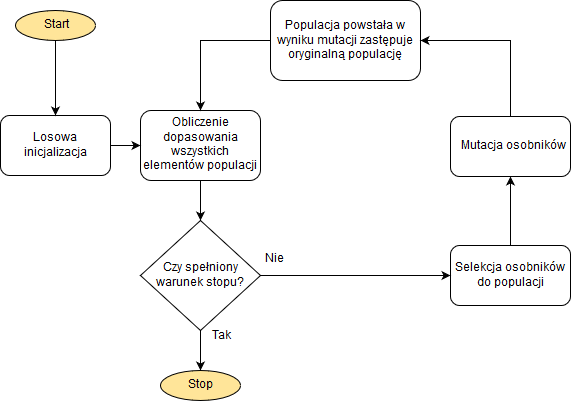 Start
Losowa
inicjalizacja
Obliczenie
dopasowania
wszystkich
elementów populacji
Czy spełniony
warunek stopu?
Nie
Tak
Stop
Selekcja osobników
do populacji
Mutacja osobników
Populacja powstała w
wyniku mutacji zastępuje
oryginalną populację